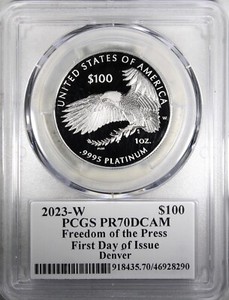 UNITED STATES OF AMERICA
$100
W
1oz.
.9995 PLATINUM
2023-W $100
PCGS PR70DCAM
Freedom of the Press
First Day of Issue
Denver
918435.70/46928290